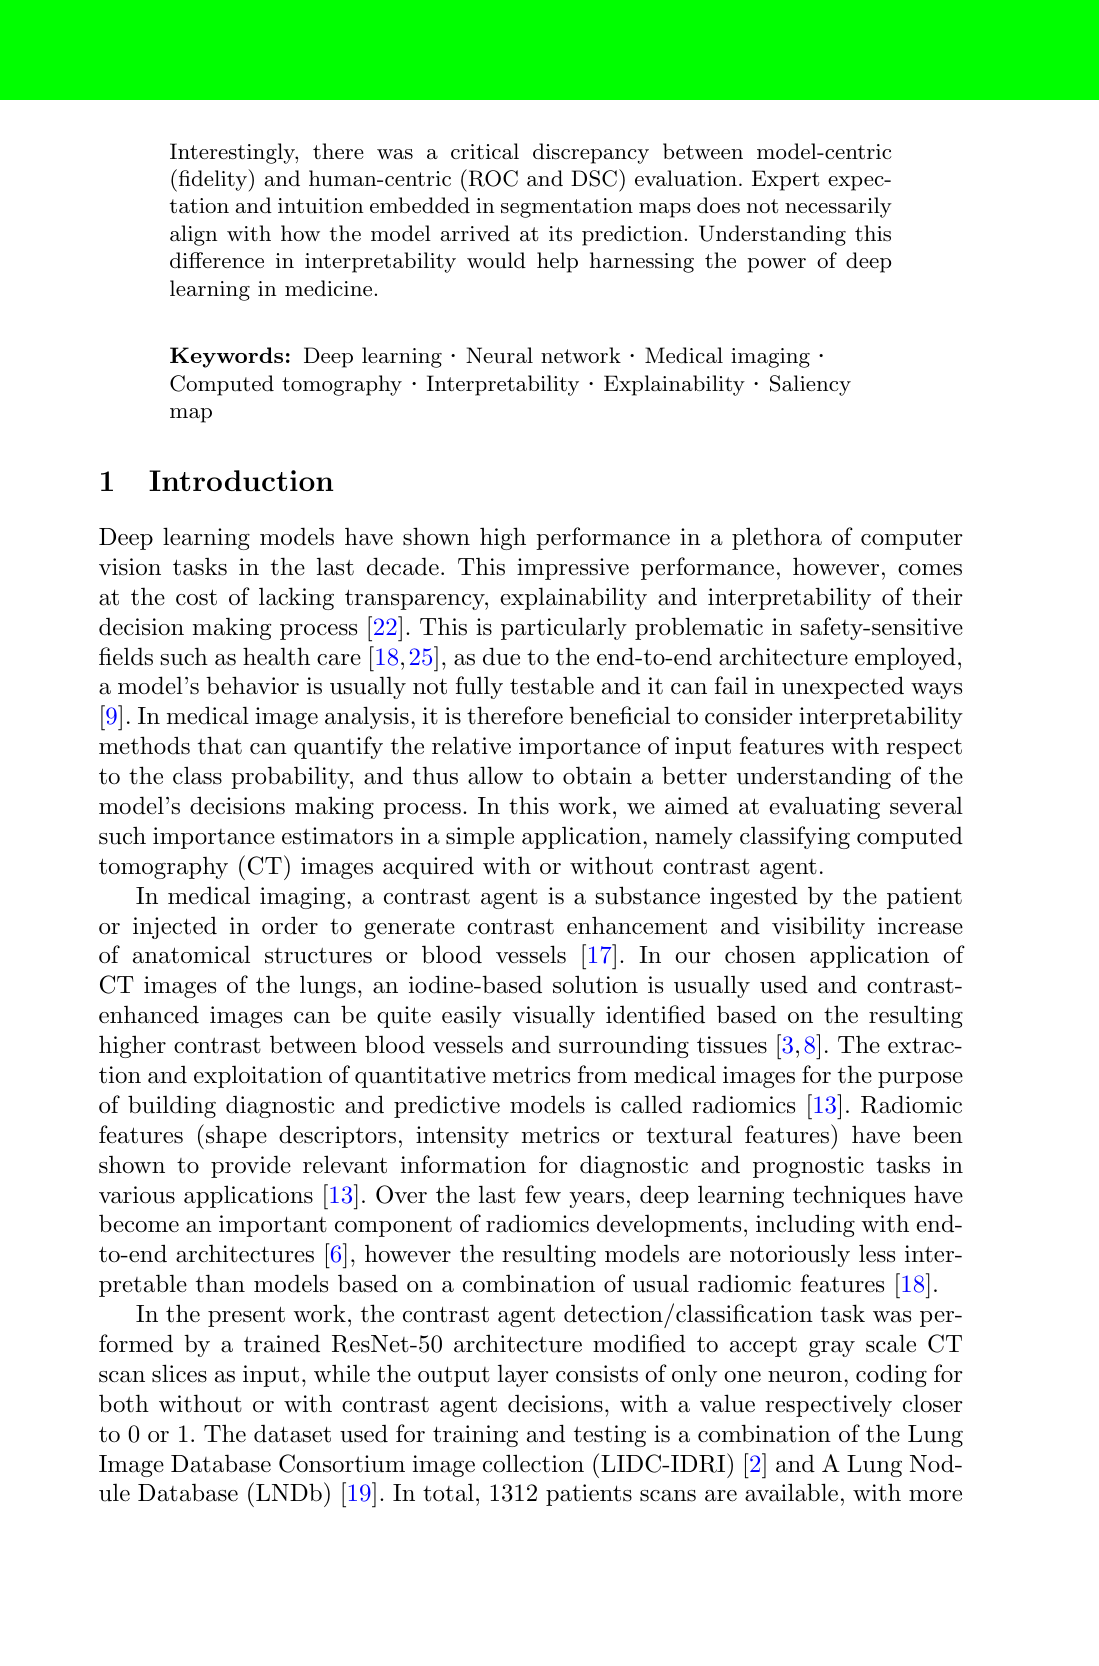 Interestingly, there was a critical discrepancy between model-centric
(fidelity) and human-centric (ROC and DSC) evaluation. Expert expec-
tation and intuition embedded in segmentation maps does not necessarily
align with how the model arrived at its prediction. Understanding this
difference in interpretability would help harnessing the power of deep
learning in medicine.
Keywords: Deep learning · Neural network · Medical imaging ·
Computed tomography · Interpretability · Explainability · Saliency
map
1 Introduction
Deep learning models have shown high performance in a plethora of computer
vision tasks in the last decade. This impressive performance, however, comes
at the cost of lacking transparency, explainability and interpretability of their
decision making process [22]. This is particularly problematic in safety-sensitive
fields such as health care [18,25], as due to the end-to-end architecture employed,
a model's behavior is usually not fully testable and it can fail in unexpected ways
[9]. In medical image analysis, it is therefore beneficial to consider interpretability
methods that can quantify the relative importance of input features with respect
to the class probability, and thus allow to obtain a better understanding of the
model's decisions making process. In this work, we aimed at evaluating several
such importance estimators in a simple application, namely classifying computed
tomography (CT) images acquired with or without contrast agent.
In medical imaging, a contrast agent is a substance ingested by the patient
or injected in order to generate contrast enhancement and visibility increase
of anatomical structures or blood vessels [17]. In our chosen application of
CT images of the lungs, an iodine-based solution is usually used and contrast-
enhanced images can be quite easily visually identified based on the resulting
higher contrast between blood vessels and surrounding tissues [3,8]. The extrac-
tion and exploitation of quantitative metrics from medical images for the purpose
of building diagnostic and predictive models is called radiomics [13]. Radiomic
features (shape descriptors, intensity metrics or textural features) have been
shown to provide relevant information for diagnostic and prognostic tasks in
various applications [13]. Over the last few years, deep learning techniques have
become an important component of radiomics developments, including with end-
to-end architectures [6], however the resulting models are notoriously less inter-
pretable than models based on a combination of usual radiomic features [18].
In the present work, the contrast agent detection/classification task was per-
formed by a trained ResNet-50 architecture modified to accept gray scale CT
scan slices as input, while the output layer consists of only one neuron, coding for
both without or with contrast agent decisions, with a value respectively closer
to 0 or 1. The dataset used for training and testing is a combination of the Lung
Image Database Consortium image collection (LIDC-IDRI) [2] and A Lung Nod-
ule Database (LNDb) [19]. In total, 1312 patients scans are available, with more